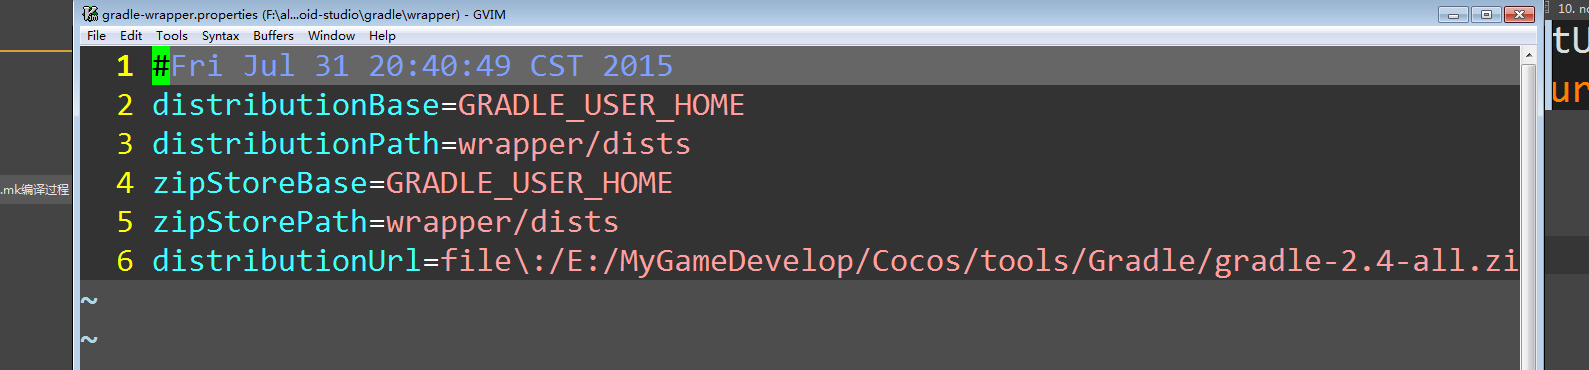 gradle-wrapper.properties (F:\al...oid-studio\gradle\wrapper) - GVIM
10. no
File Edit Tools Syntax Buffers Window Help
1 #Fri Jul 31 20:40:49 CST 2015
2 distributionBase=GRADLE_USER_HOME
3 distributionPath=wrapper/dists
4 zipStoreBase=GRADLE_USER_HOME
5 zipStorePath=wrapper/dists
6 distributionUrl=file\:/E:/MyGameDevelop/Cocos/tools/Gradle/gradle-2.4-all.zi
~
~
.mk编译过程
tU
ur